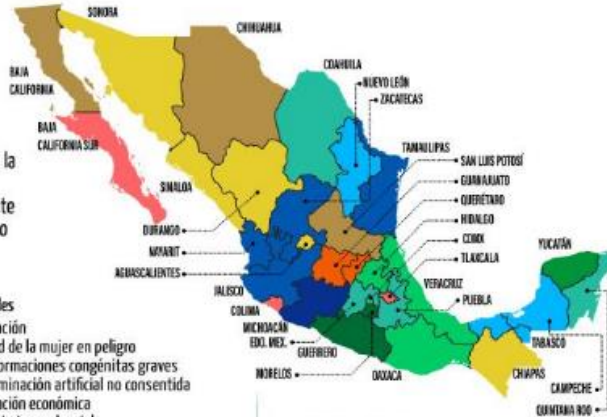 SONORA
CHIHUAHUA
COAHUILA
BAJA
CALIFORNIA
NUEVO LEÓN
ZACATECAS
BAJA
CALIFORNIA SUR
la
TAMAULIPAS
SAN LUIS POTOSÍ
SINALOA
GUANAJUATO
te
QUERÉTARO
o
DURANGO
HIDALGO
NAYARIT
CDMX
YUCATÁN
AGUASCALIENTES
TLAXCALA
VERACRUZ
JALISCO
PUEBLA
COLIMA
MICHOACÁN
EDO. MEX.
TABASCO
GUERRERO
CHIAPAS
MORELOS
OAXACA
CAMPECHE
QUINTANA ROO
les
ación
d de la mujer en peligro
ormaciones congénitas graves
minación artificial no consentida
ación económica